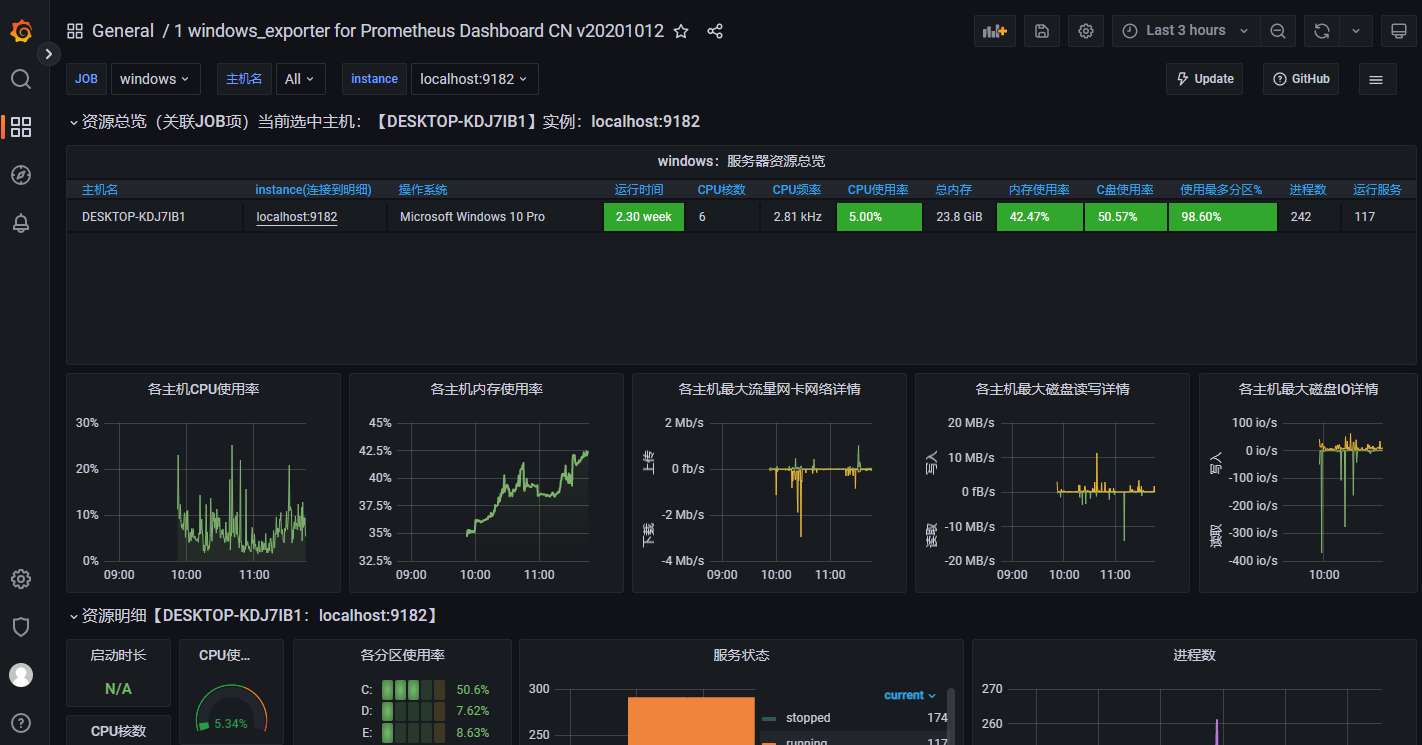 General / 1 windows_exporter for Prometheus Dashboard CN v20201012
Last 3 hours
JOB windows 主机名 All instance localhost:9182
Update GitHub
资源总览（关联JOB项）当前选中主机：【DESKTOP-KDJ7IB1】实例：localhost:9182
windows：服务器资源总览
主机名 instance(连接到明细) 操作系统 运行时间 CPU核数 CPU频率 CPU使用率 总内存 内存使用率 C盘使用率 使用最多分区% 进程数 运行服务
DESKTOP-KDJ7IB1 localhost:9182 Microsoft Windows 10 Pro 2.30 week 6 2.81 kHz 5.00% 23.8 GiB 42.47% 50.57% 98.60% 242 117
各主机CPU使用率
30%
20%
10%
0%
09:00 10:00 11:00
各主机内存使用率
45%
42.5%
40%
37.5%
35%
32.5%
09:00 10:00 11:00
各主机最大流量网卡网络详情
上传
下载
2 Mb/s
0 fb/s
-2 Mb/s
-4 Mb/s
09:00 10:00 11:00
各主机最大磁盘读写详情
写入
读取
20 MB/s
10 MB/s
0 fB/s
-10 MB/s
-20 MB/s
09:00 10:00 11:00
各主机最大磁盘IO详情
写入
读取
100 io/s
0 io/s
-100 io/s
-200 io/s
-300 io/s
-400 io/s
10:00
资源明细【DESKTOP-KDJ7IB1：localhost:9182】
启动时长
N/A
CPU核数
CPU使...
5.34%
各分区使用率
C: 50.6%
D: 7.62%
E: 8.63%
服务状态
300
250
current
stopped 174
running 117
进程数
270
260